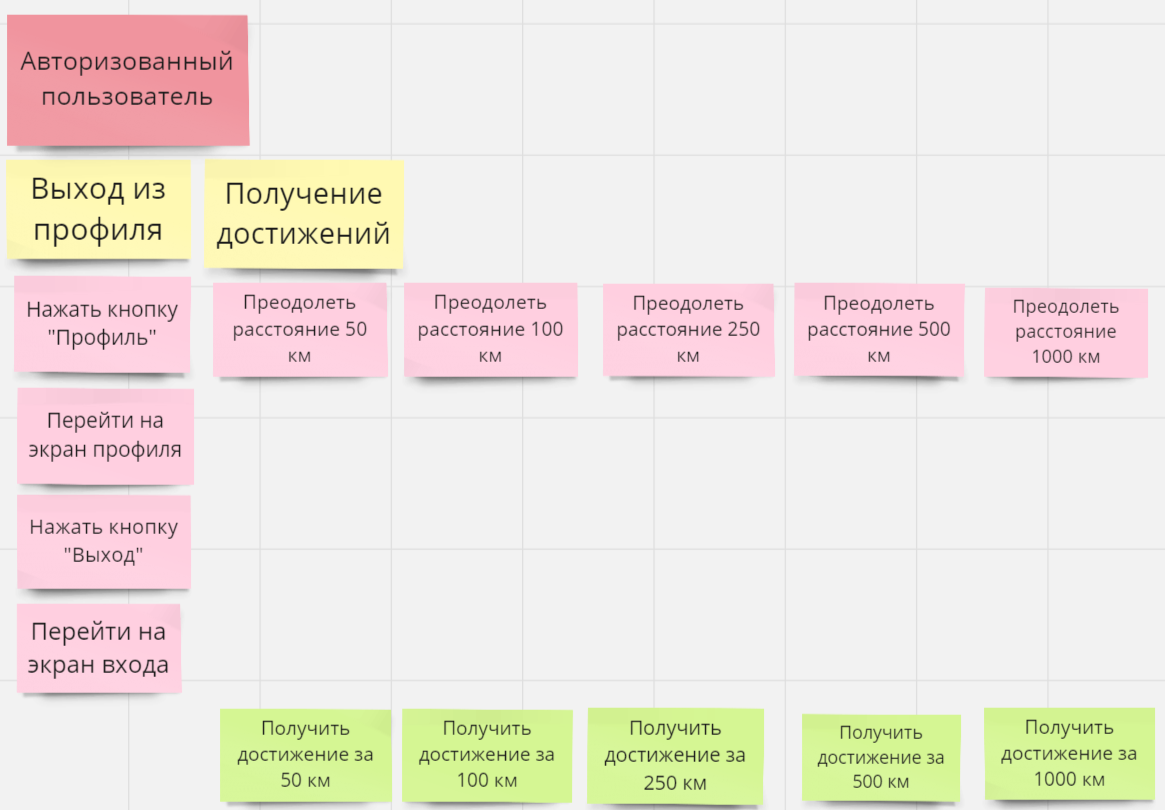 Авторизованный
пользователь
Выход из
профиля
Получение
достижений
Нажать кнопку
"Профиль"
Преодолеть
расстояние 50
км
Преодолеть
расстояние 100
км
Преодолеть
расстояние 250
км
Преодолеть
расстояние 500
км
Преодолеть
расстояние
1000 км
Перейти на
экран профиля
Нажать кнопку
"Выход"
Перейти на
экран входа
Получить
достижение за
50 км
Получить
достижение за
100 км
Получить
достижение за
250 км
Получить
достижение за
500 км
Получить
достижение за
1000 км